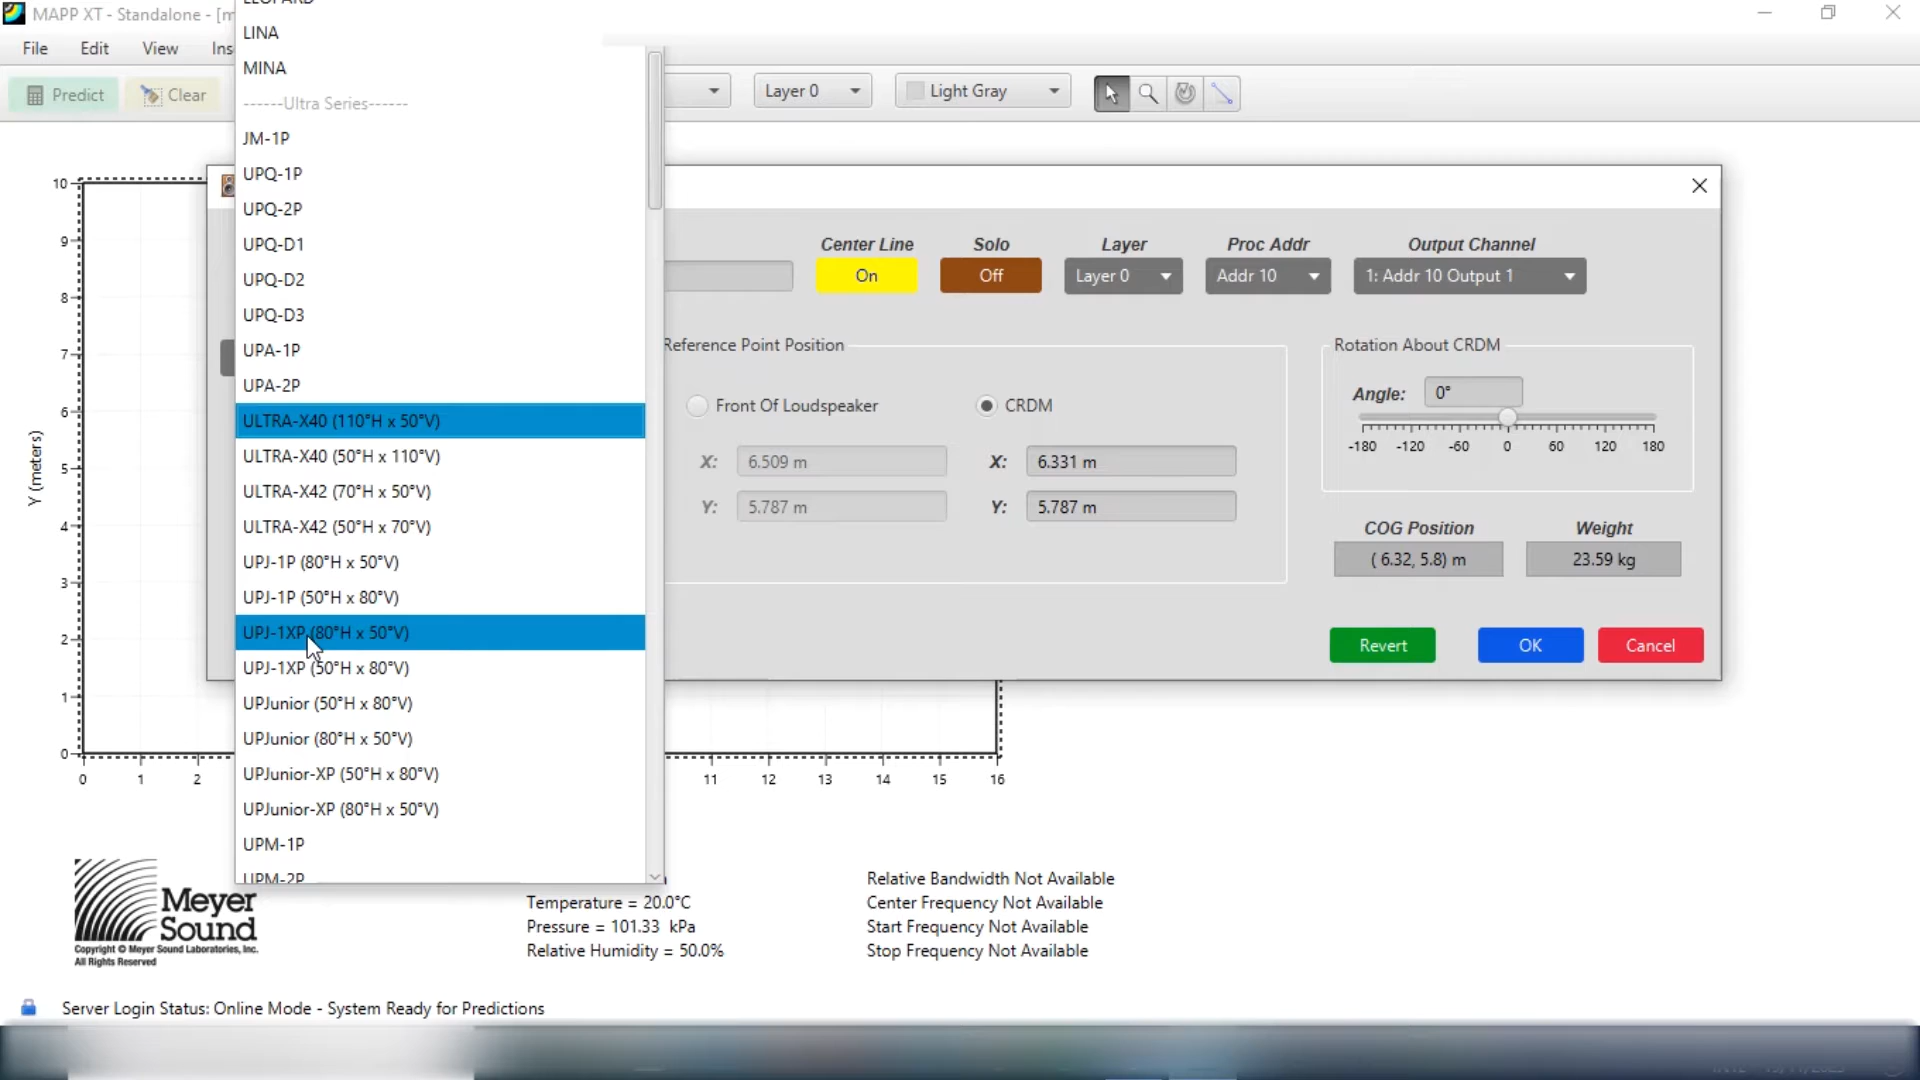 MAPP XT - Standalone - [m
LINA
File Edit View Ins
MINA
Predict Clear Layer 0 Light Gray
------Ultra Series------
JM-1P
UPQ-1P
UPQ-2P
UPQ-D1
UPQ-D2
UPQ-D3
UPA-1P
UPA-2P
ULTRA-X40 (110°H x 50°V)
ULTRA-X40 (50°H x 110°V)
ULTRA-X42 (70°H x 50°V)
ULTRA-X42 (50°H x 70°V)
UPJ-1P (80°H x 50°V)
UPJ-1P (50°H x 80°V)
UPJ-1XP (80°H x 50°V)
UPJ-1XP (50°H x 80°V)
UPJunior (50°H x 80°V)
UPJunior (80°H x 50°V)
UPJunior-XP (50°H x 80°V)
UPJunior-XP (80°H x 50°V)
UPM-1P
UPM-2P
Center Line Solo Layer Proc Addr Output Channel
On Off Layer 0 Addr 10 1: Addr 10 Output 1
Reference Point Position
Front Of Loudspeaker CRDM
X: 6.509 m X: 6.331 m
Y: 5.787 m Y: 5.787 m
Rotation About CRDM
Angle: 0°
-180 -120 -60 0 60 120 180
COG Position Weight
( 6.32, 5.8) m 23.59 kg
Revert OK Cancel
Y (meters)
10
9
8
7
6
5
4
3
2
1
0
0 1 2 11 12 13 14 15 16
Meyer
Sound
Copyright © Meyer Sound Laboratories, Inc.
All Rights Reserved
Temperature = 20.0°C
Pressure = 101.33 kPa
Relative Humidity = 50.0%
Relative Bandwidth Not Available
Center Frequency Not Available
Start Frequency Not Available
Stop Frequency Not Available
Server Login Status: Online Mode - System Ready for Predictions